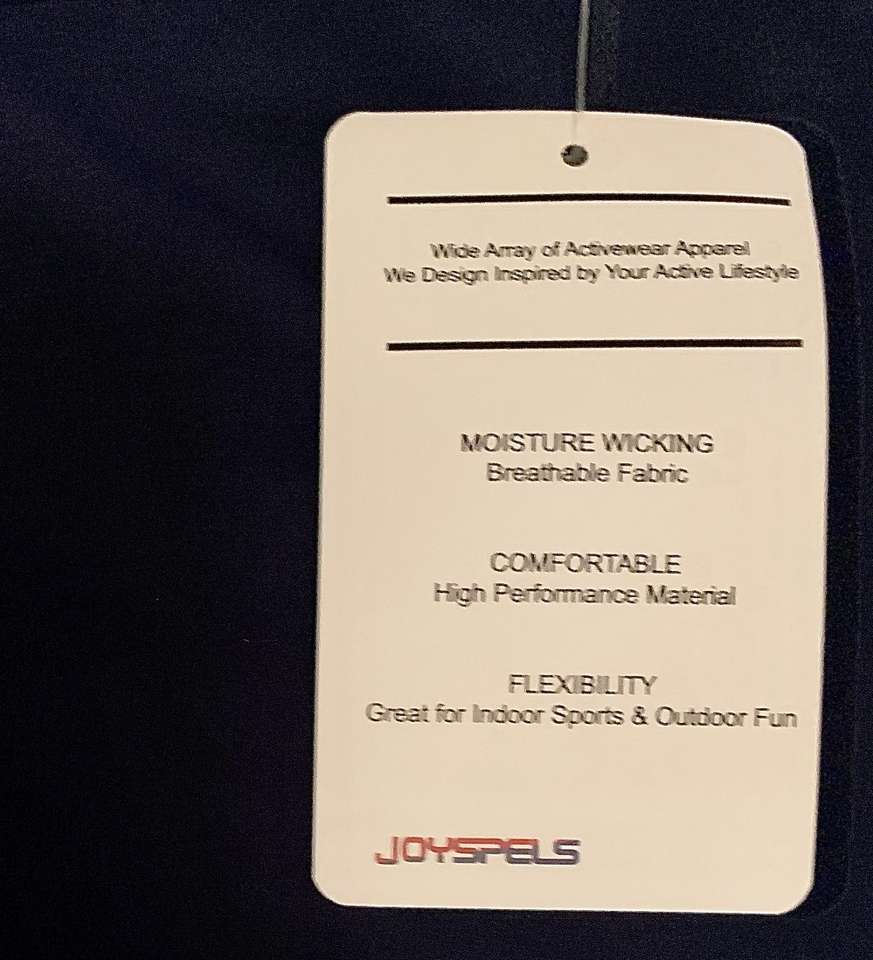 Wide Array of Activewear Apparel
We Design Inspired by Your Active Lifestyle
MOISTURE WICKING
Breathable Fabric
COMFORTABLE
High Performance Material
FLEXIBILITY
Great for Indoor Sports & Outdoor Fun
JOYSPELS